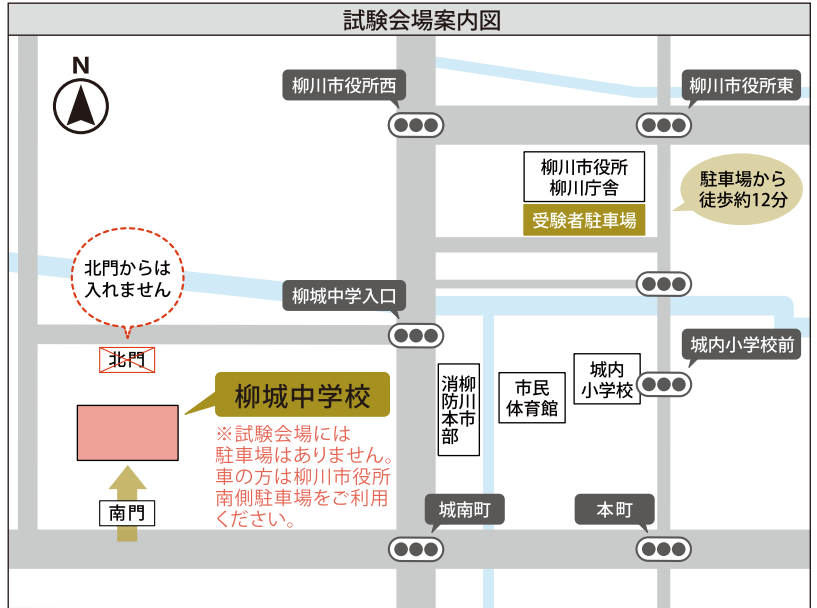 試験会場案内図
N
柳川市役所西
柳川市役所東
柳川市役所
柳川庁舎
受験者駐車場
駐車場から
徒歩約12分
北門からは
入れません
柳城中学入口
北門
城内小学校前
柳川市
消防本部
市民
体育館
城内
小学校
柳城中学校
※試験会場には
駐車場はありません。
車の方は柳川市役所
南側駐車場をご利用
ください。
南門
城南町
本町